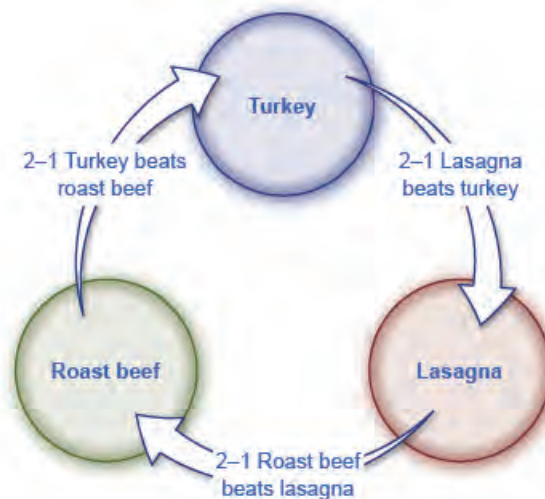 Turkey
2–1 Turkey beats
roast beef
2–1 Lasagna
beats turkey
Roast beef
Lasagna
2–1 Roast beef
beats lasagna